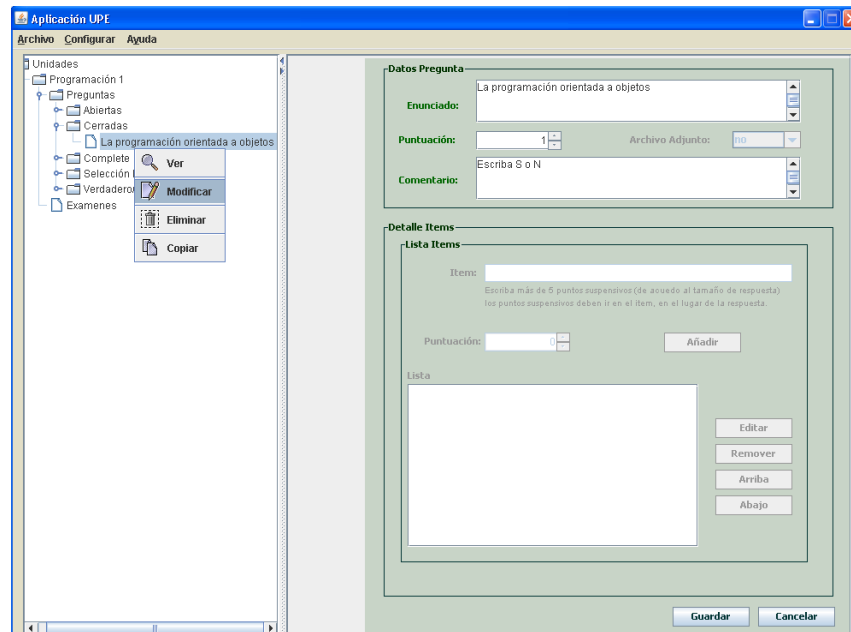 Aplicación UPE
Archivo Configurar Ayuda
Unidades
Programación 1
Preguntas
Abiertas
Cerradas
La programación orientada a objetos
Complete
Selección
Verdadero/
Examenes
Ver
Modificar
Eliminar
Copiar
Datos Pregunta
Enunciado: La programación orientada a objetos
Puntuación: 1 Archivo Adjunto: no
Comentario: Escriba S o N
Detalle Items
Lista Items
Item:
Escriba más de 5 puntos suspensivos (de acuedo al tamaño de respuesta)
los puntos suspensivos deben ir en el item, en el lugar de la respuesta.
Puntuación: 0 Añadir
Lista
Editar
Remover
Arriba
Abajo
Guardar Cancelar